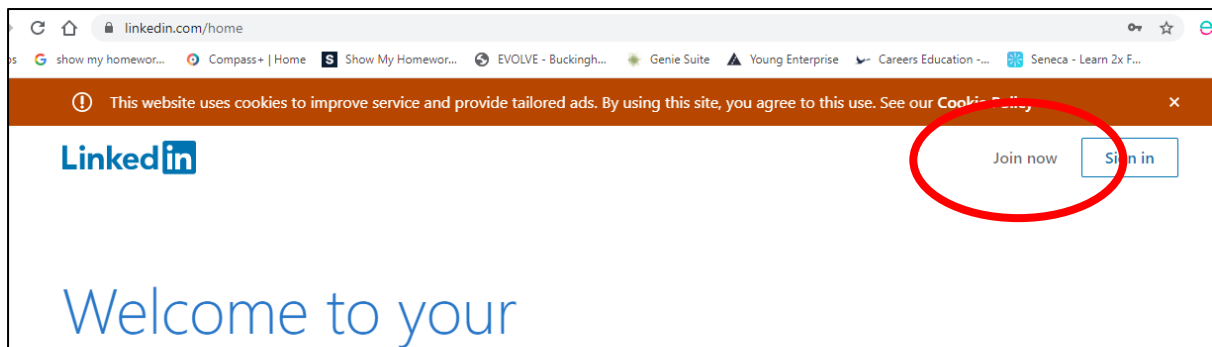 linkedin.com/home
show my homewor... Compass+ | Home S Show My Homewor... EVOLVE - Buckingh... Genie Suite Young Enterprise Careers Education -... Seneca - Learn 2x F...
This website uses cookies to improve service and provide tailored ads. By using this site, you agree to this use. See our Cookie Policy
Linked in
Join now Sign in
Welcome to your